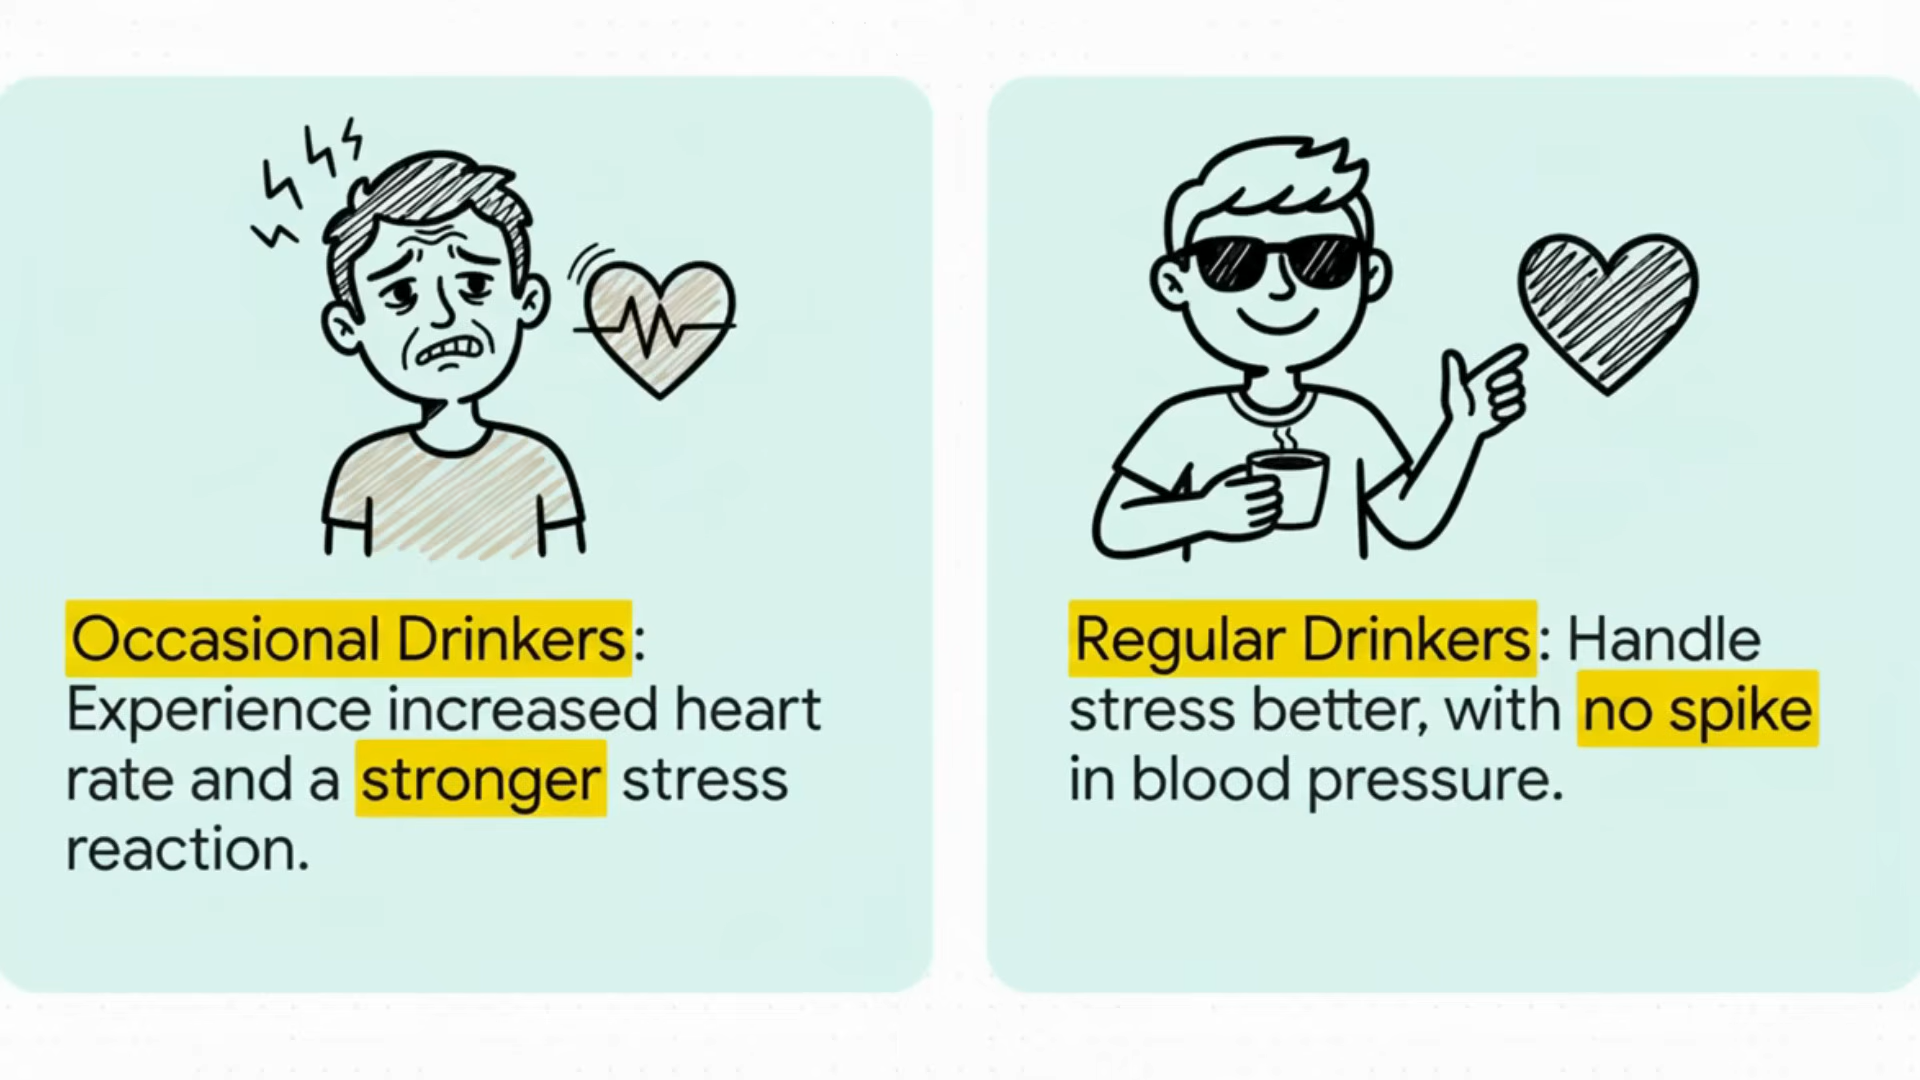 Occasional Drinkers:
Experience increased heart
rate and a stronger stress
reaction.
Regular Drinkers: Handle
stress better, with no spike
in blood pressure.